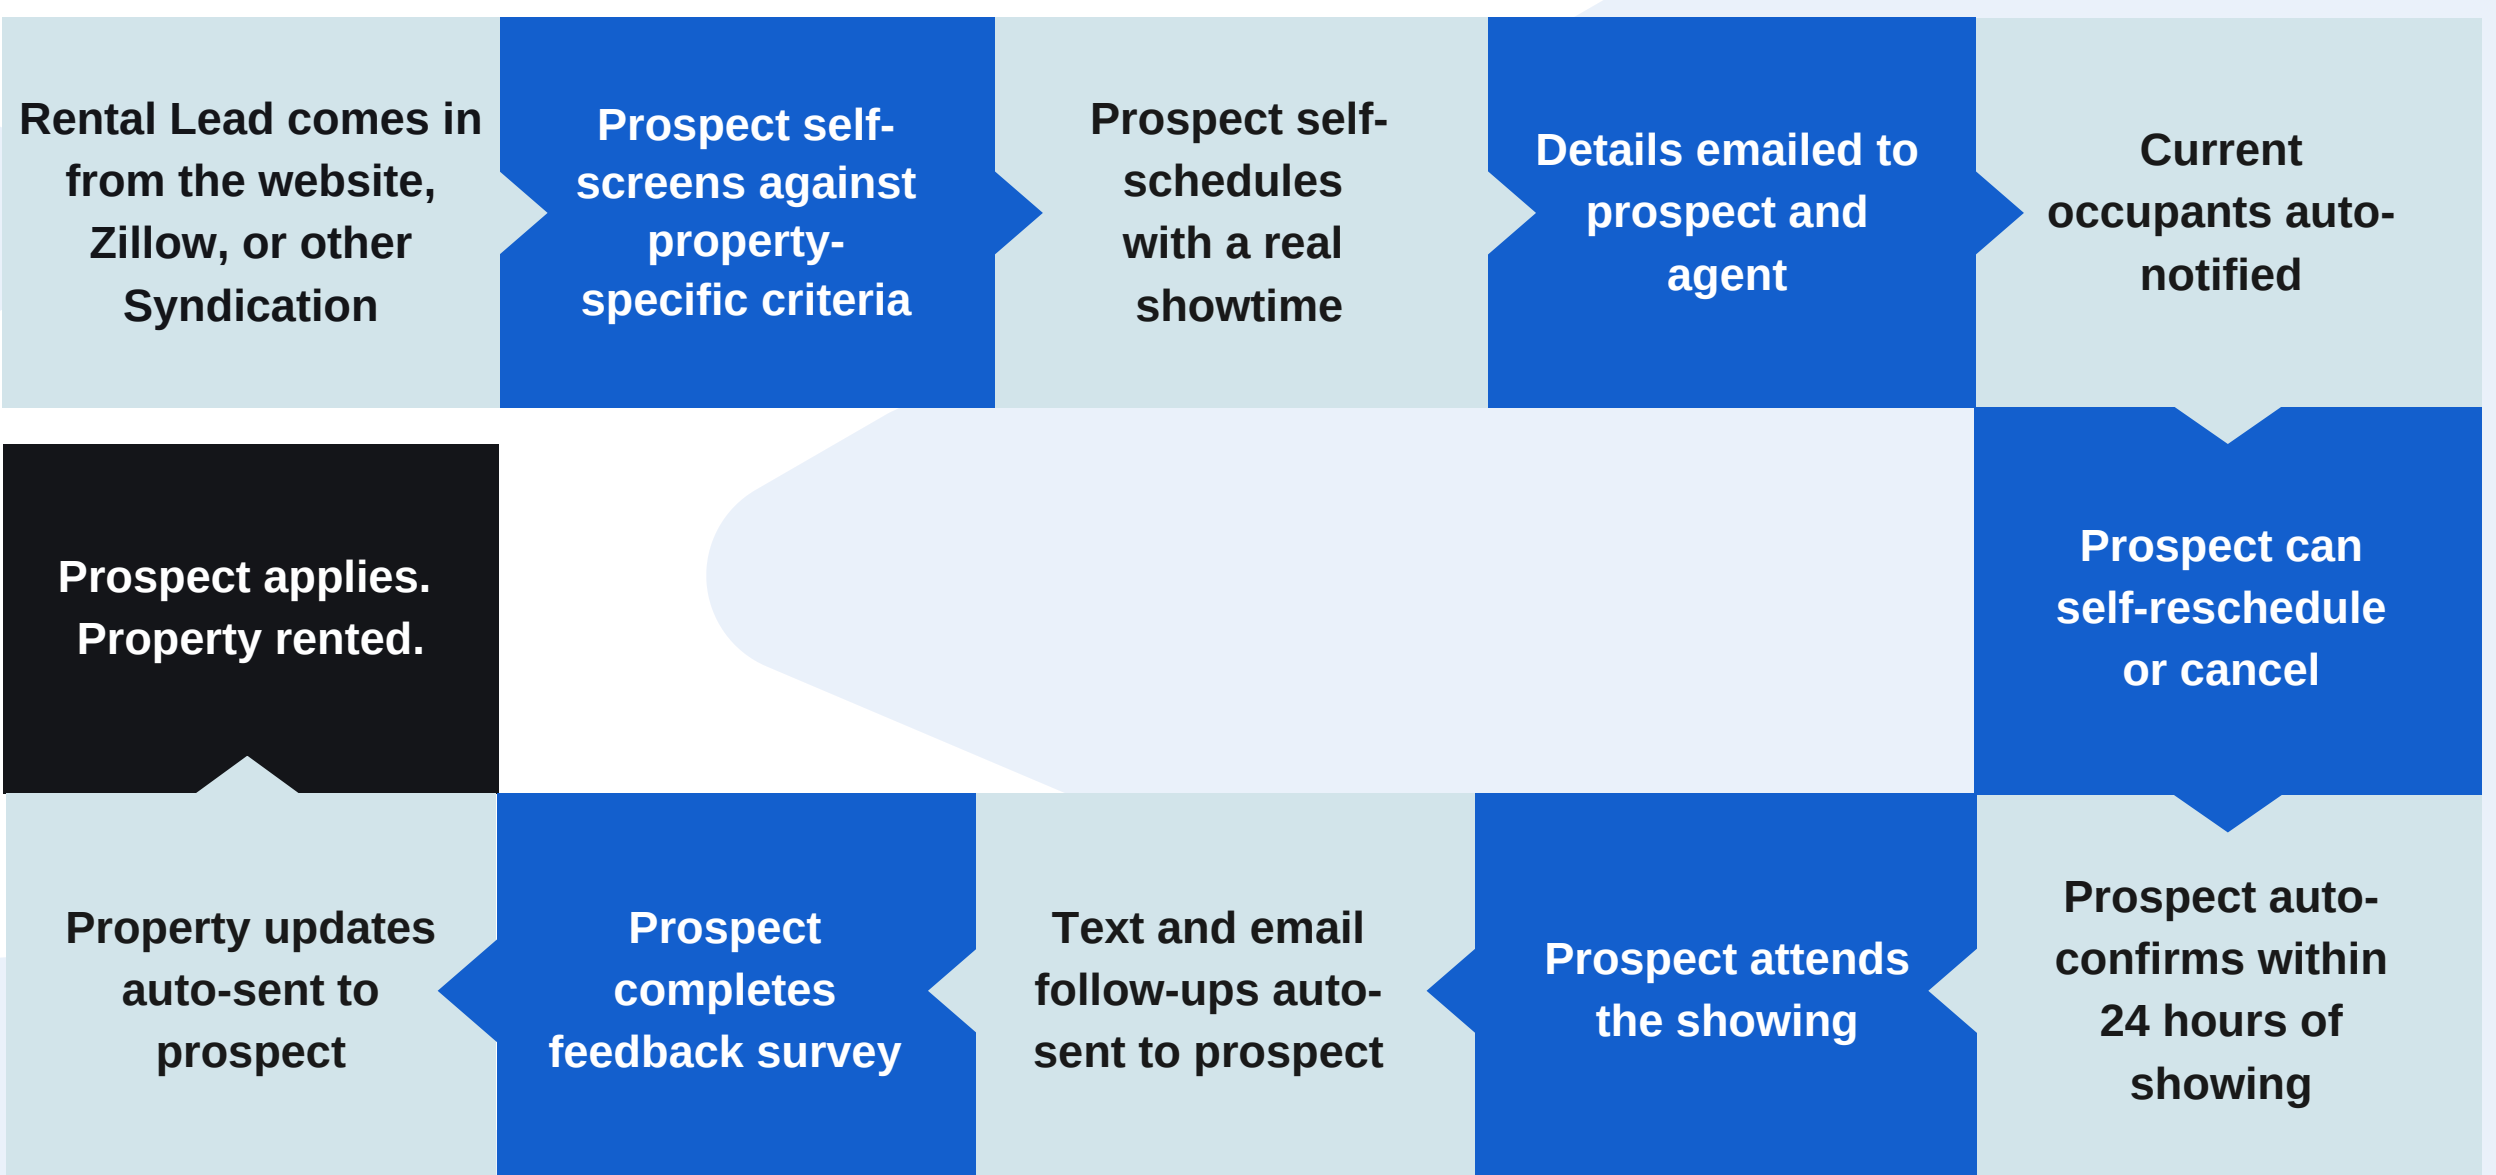 Rental Lead comes in
from the website,
Zillow, or other
Syndication
Prospect self-
screens against
property-
specific criteria
Prospect self-
schedules
with a real
showtime
Details emailed to
prospect and
agent
Current
occupants auto-
notified
Prospect can
self-reschedule
or cancel
Prospect auto-
confirms within
24 hours of
showing
Prospect attends
the showing
Text and email
follow-ups auto-
sent to prospect
Prospect
completes
feedback survey
Property updates
auto-sent to
prospect
Prospect applies.
Property rented.